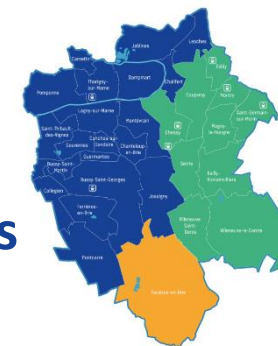 Lesches
Jablines
Esbly
Carnetin
Thorigny-
sur-Marne
Dampmart
Chalifert
Coupvray
Montry
Saint-Germain-
sur-Morin
Pomponne
Lagny-sur-Marne
Montévrain
Chessy
Magny-
le-Hongre
Saint-Thibault
des-Vignes
Gouvernes
Conches-sur-
Gondoire
Chanteloup-
en-Brie
Guermantes
Serris
Bussy-Saint-
Martin
Bailly-
Romainvilliers
Collégien
Bussy-Saint-Georges
Jossigny
Ferrières-
en-Brie
Villeneuve-
Saint-
Denis
Villeneuve-le-Comte
s
Pontcarré